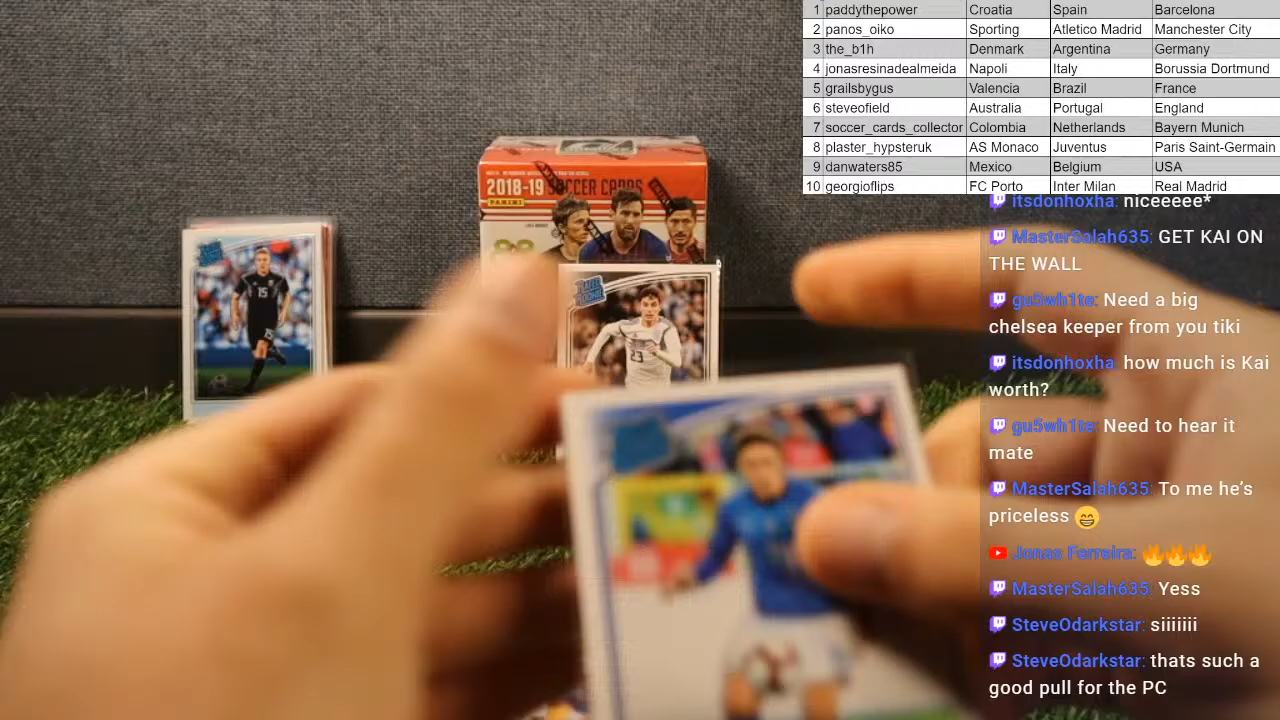 1 paddythepower Croatia Spain Barcelona
2 panos_oiko Sporting Atletico Madrid Manchester City
3 the_b1h Denmark Argentina Germany
4 jonasresinadealmeida Napoli Italy Borussia Dortmund
5 grailsbygus Valencia Brazil France
6 steveofield Australia Portugal England
7 soccer_cards_collector Colombia Netherlands Bayern Munich
8 plaster_hypsteruk AS Monaco Juventus Paris Saint-Germain
9 danwaters85 Mexico Belgium USA
10 georgioflips FC Porto Inter Milan Real Madrid
itsdonhoxha: niceeeee*
MasterSalah635: GET KAI ON
THE WALL
gu5wh1te: Need a big
chelsea keeper from you tiki
itsdonhoxha: how much is Kai
worth?
gu5wh1te: Need to hear it
mate
MasterSalah635: To me he's
priceless 😁
Jonas Ferreira: 🔥🔥🔥
MasterSalah635: Yess
SteveOdarkstar: siiiiiii
SteveOdarkstar: thats such a
good pull for the PC
2018-19 SOCCER CARDS
PANINI
RATED
ROOKIE
15
23